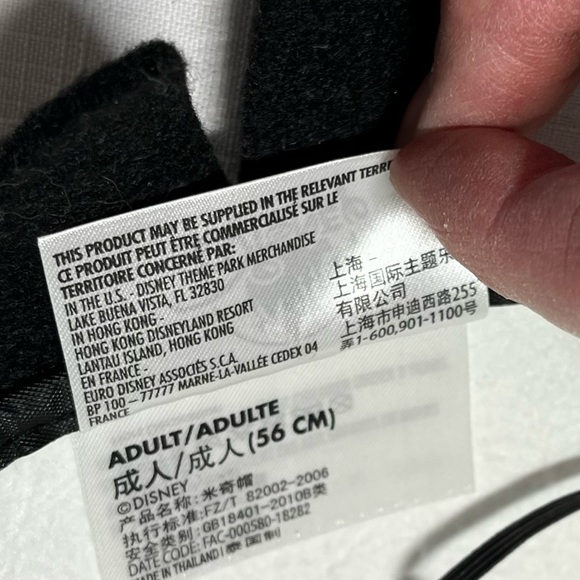 THIS PRODUCT MAY BE SUPPLIED IN THE RELEVANT
CE PRODUIT PEUT ÊTRE COMMERCIALISÉ SUR LE
TERRITOIRE CONCERNÉ PAR:
IN THE U.S. - DISNEY THEME PARK MERCHANDISE
LAKE BUENA VISTA, FL 32830
IN HONG KONG -
HONG KONG DISNEYLAND RESORT
LANTAU ISLAND, HONG KONG
EN FRANCE -
EURO DISNEY ASSOCIÉS S.C.A.
BP 100 – 77777 MARNE-LA-VALLÉE CEDEX 04
FRANCE
上海 -
上海国际主题乐
有限公司
上海市申迪西路255
弄1-600,901-1100号
ADULT/ADULTE
成人/成人(56 CM)
©DISNEY
产品名称: 米奇帽
执行标准: FZ/T 82002-2006
安全类别: GB18401-2010B类
DATE CODE: FAC-000580-18282
MADE IN THAILAND | 泰国制